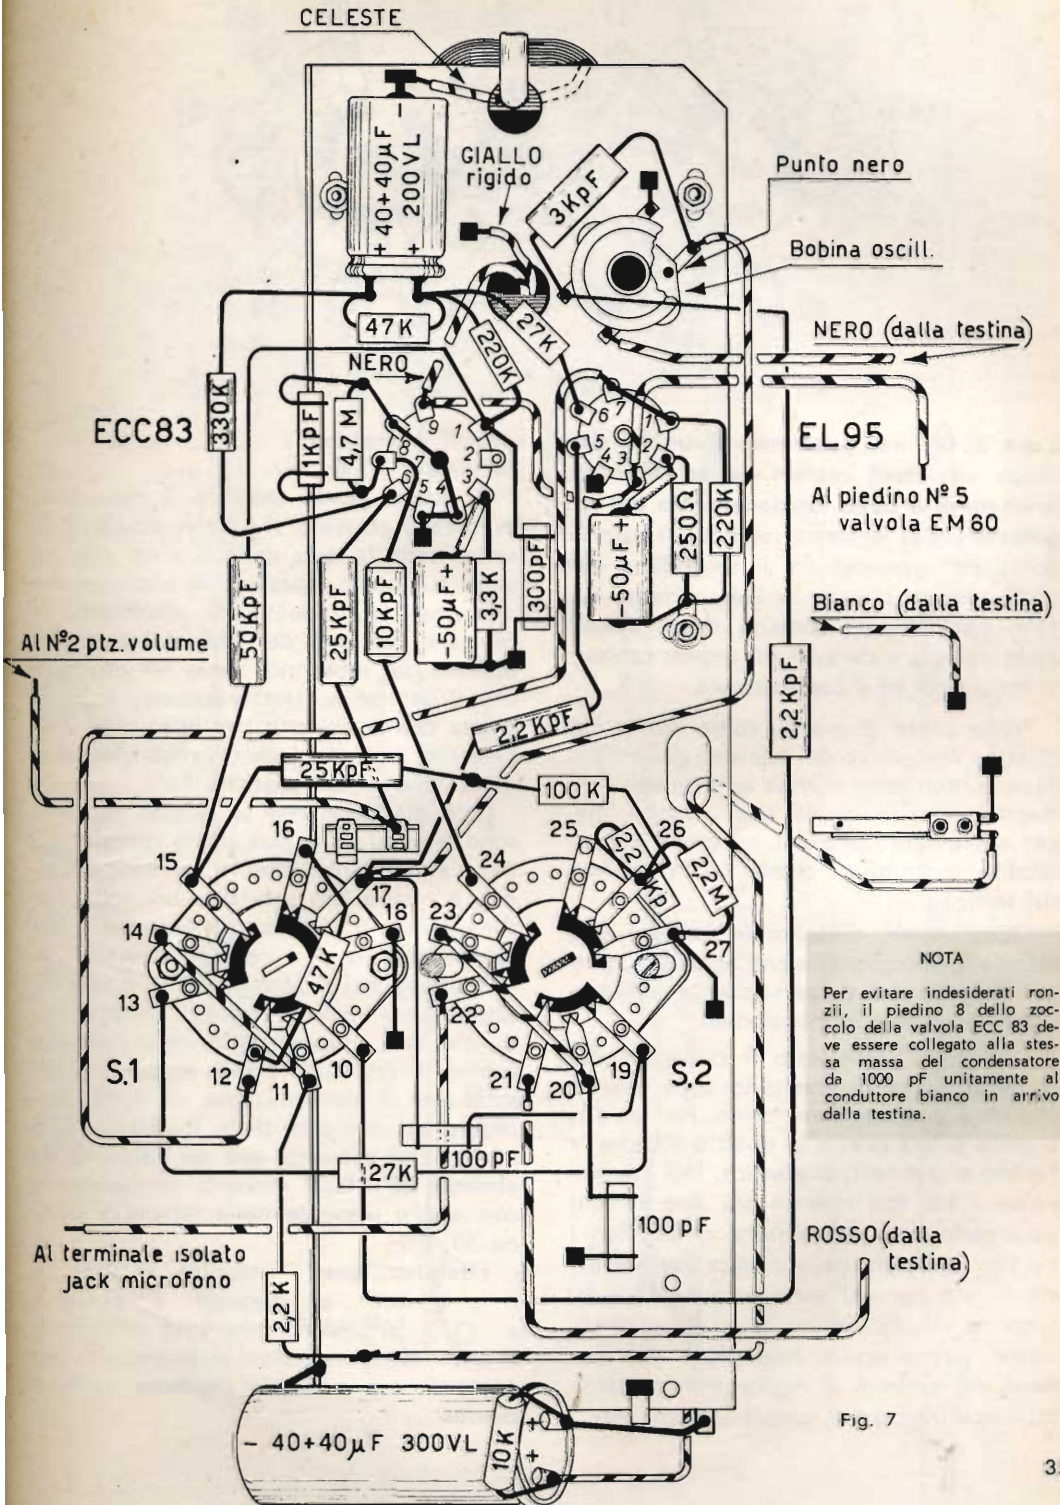 CELESTE
-
40+40µF
200VL
+ +
GIALLO
rigido
3KpF
Punto nero
Bobina oscill.
47K
27K
220K
NERO (dalla testina)
NERO
330K
ECC83
1KpF
4,7 M
9
8
7
6
5
4
3
2
1
7
6
5
4
3
2
1
EL95
Al piedino Nº 5
valvola EM80
250Ω
220K
300pF
-50µF+
3,3K
-50µF+
50KpF
25KpF
10KpF
Bianco (dalla testina)
Al Nº2 ptz.volume
2,2KpF
2,2KpF
25KpF
100K
16
15
17
18
14
13
12
11
10
47K
S.1
25
26
24
2,2 Kp
2,2M
23
27
22
21
20
19
S.2
NOTA
Per evitare indesiderati ron-
zii, il piedino 8 dello zoc-
colo della valvola ECC 83 de-
ve essere collegato alla stes-
sa massa del condensatore
da 1000 pF unitamente al
conduttore bianco in arrivo
dalla testina.
100pF
27K
100pF
Al terminale isolato
jack microfono
ROSSO (dalla
testina)
2,2K
- 40+40µF 300VL
10K
+
+
Fig. 7